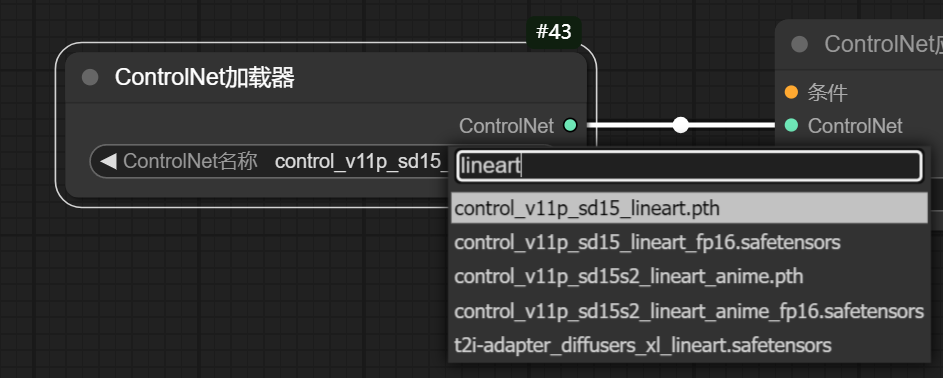 #43
ControlNet加载器
ControlNet应
条件
ControlNet
ControlNet
ControlNet名称 control_v11p_sd15_
lineart
control_v11p_sd15_lineart.pth
control_v11p_sd15_lineart_fp16.safetensors
control_v11p_sd15s2_lineart_anime.pth
control_v11p_sd15s2_lineart_anime_fp16.safetensors
t2i-adapter_diffusers_xl_lineart.safetensors